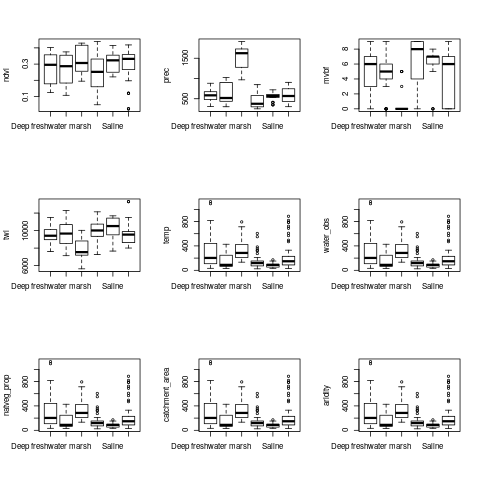 ndvi
0.1 0.3
Deep freshwater marsh Saline
prec
500 1500
Deep freshwater marsh Saline
mvbf
0 2 4 6 8
Deep freshwater marsh Saline
twi
6000 10000
Deep freshwater marsh Saline
temp
0 400 800
Deep freshwater marsh Saline
water_obs
0 400 800
Deep freshwater marsh Saline
natveg_prop
0 400 800
Deep freshwater marsh Saline
catchment_area
0 400 800
Deep freshwater marsh Saline
aridity
0 400 800
Deep freshwater marsh Saline